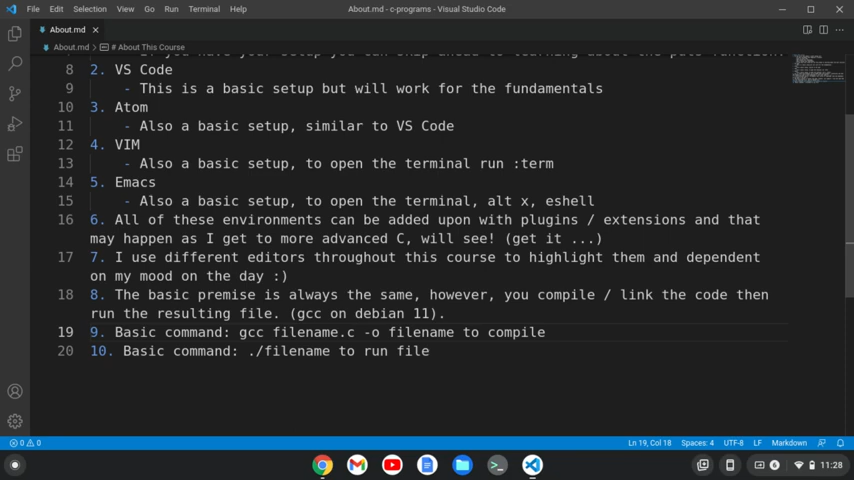 File Edit Selection View Go Run Terminal Help About.md - c-programs - Visual Studio Code
About.md
About.md > # About This Course
8 2. VS Code
9 - This is a basic setup but will work for the fundamentals
10 3. Atom
11 - Also a basic setup, similar to VS Code
12 4. VIM
13 - Also a basic setup, to open the terminal run :term
14 5. Emacs
15 - Also a basic setup, to open the terminal, alt x, eshell
16 6. All of these environments can be added upon with plugins / extensions and that
may happen as I get to more advanced C, will see! (get it ...)
17 7. I use different editors throughout this course to highlight them and dependent
on my mood on the day :)
18 8. The basic premise is always the same, however, you compile / link the code then
run the resulting file. (gcc on debian 11).
19 9. Basic command: gcc filename.c -o filename to compile
20 10. Basic command: ./filename to run file
0 0 Ln 19, Col 18 Spaces: 4 UTF-8 LF Markdown
6 11:28